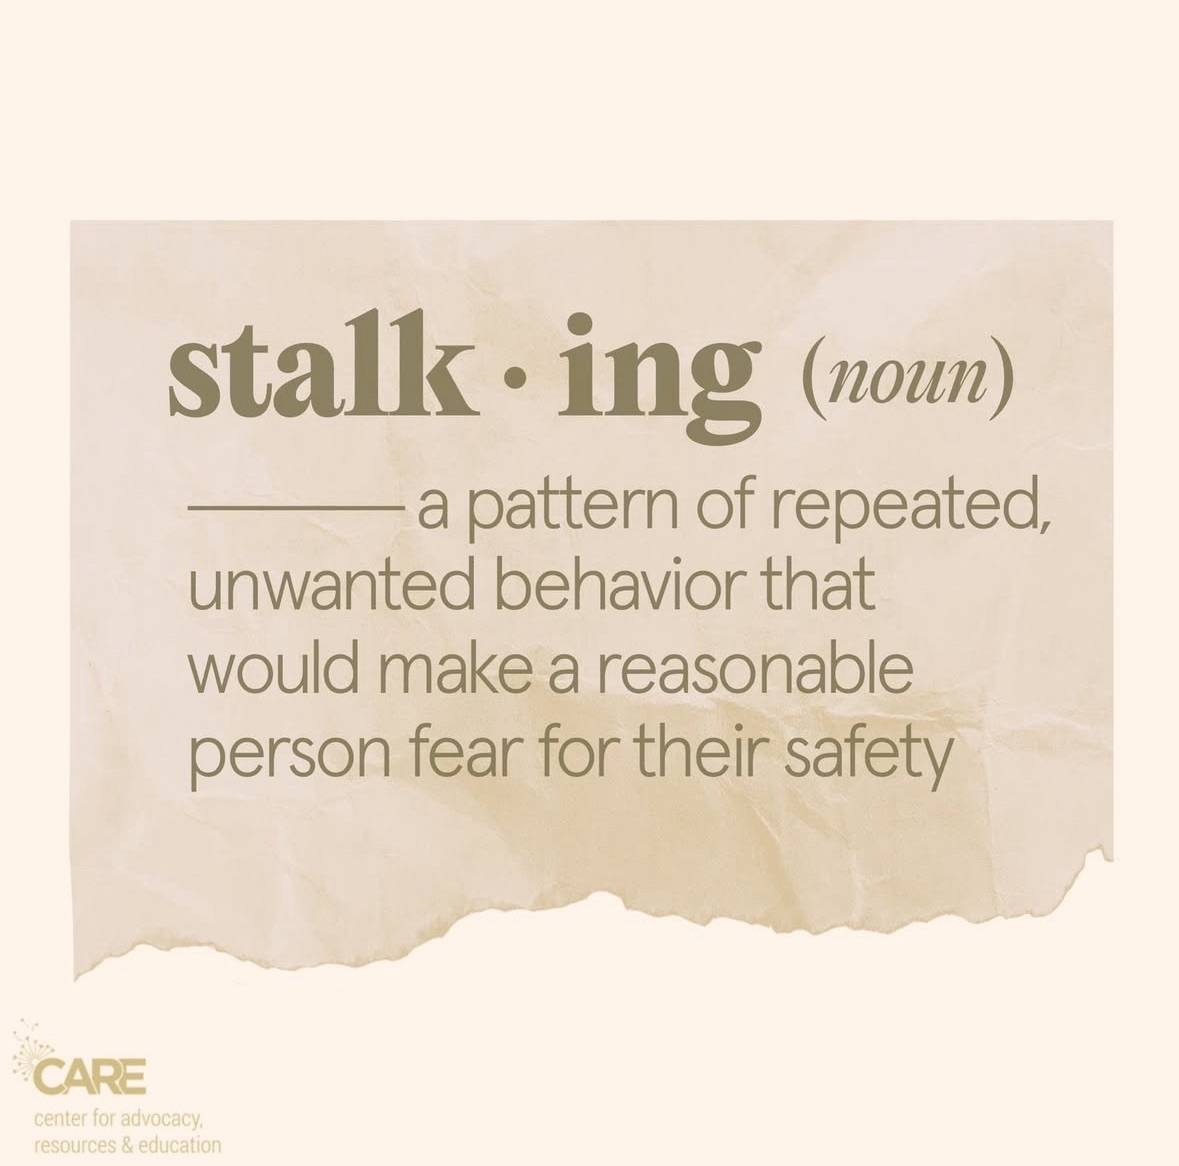 stalk·ing (noun)
a pattern of repeated,
unwanted behavior that
would make a reasonable
person fear for their safety
CARE
center for advocacy,
resources & education